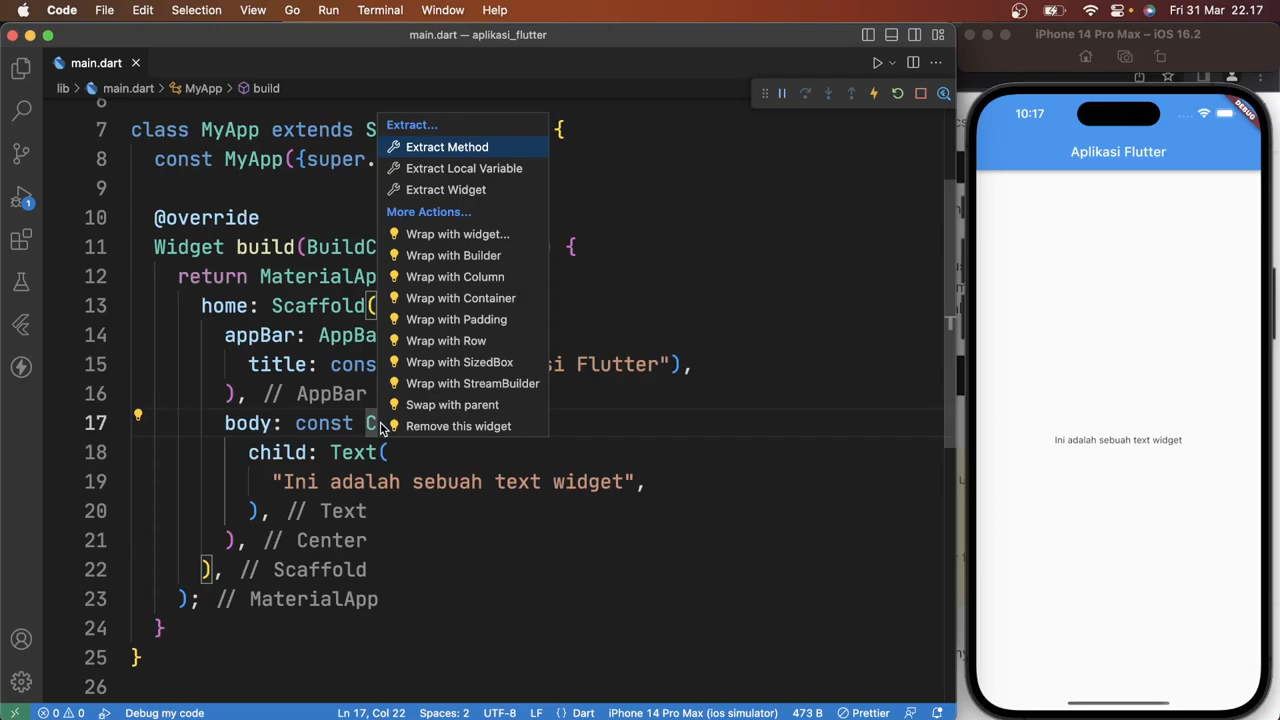 Code File Edit Selection View Go Run Terminal Window Help Fri 31 Mar 22.17
main.dart — aplikasi_flutter
iPhone 14 Pro Max – iOS 16.2
main.dart
lib > main.dart > MyApp > build
6
7 class MyApp extends S {
8 const MyApp({super.
9
10 @override
11 Widget build(BuildC {
12 return MaterialAp
13 home: Scaffold(
14 appBar: AppBa
15 title: cons i Flutter"),
16 ), // AppBar
17 body: const C
18 child: Text(
19 "Ini adalah sebuah text widget",
20 ), // Text
21 ), // Center
22 ), // Scaffold
23 ); // MaterialApp
24 }
25 }
26
Extract...
Extract Method
Extract Local Variable
Extract Widget
More Actions...
Wrap with widget...
Wrap with Builder
Wrap with Column
Wrap with Container
Wrap with Padding
Wrap with Row
Wrap with SizedBox
Wrap with StreamBuilder
Swap with parent
Remove this widget
1
0 0 Debug my code Ln 17, Col 22 Spaces: 2 UTF-8 LF {} Dart iPhone 14 Pro Max (ios simulator) 473 B Prettier
10:17
DEBUG
Aplikasi Flutter
Ini adalah sebuah text widget